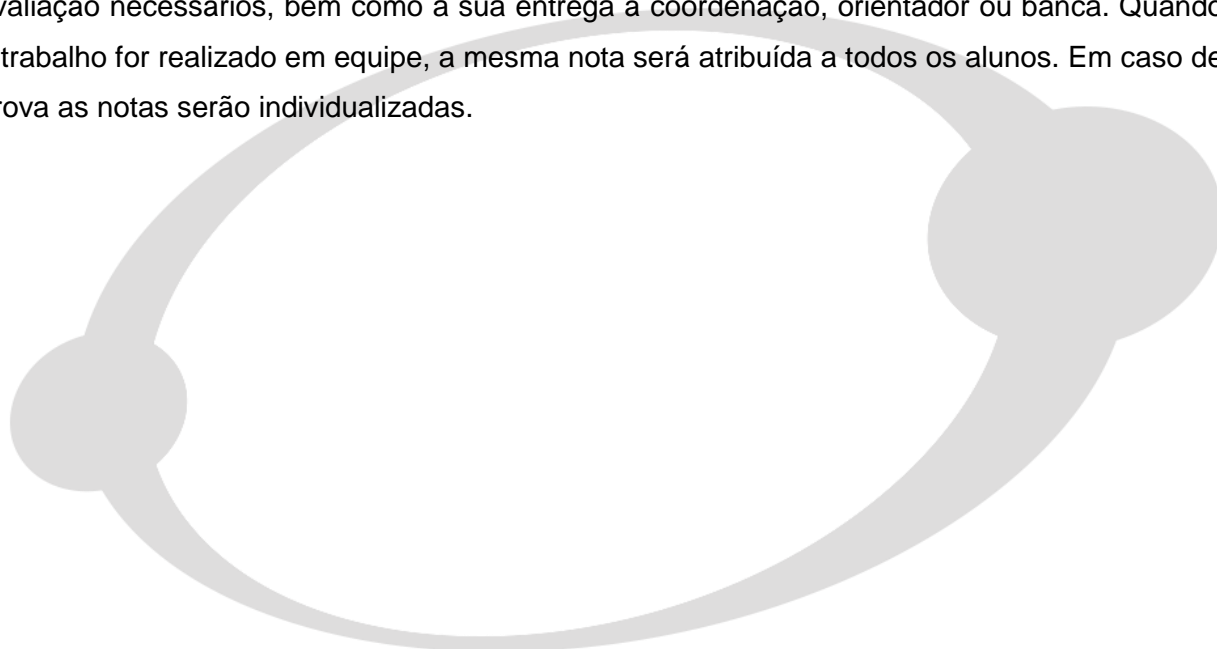 valiação necessários, bem como a sua entrega à coordenação, orientador ou banca. Quando
trabalho for realizado em equipe, a mesma nota será atribuída a todos os alunos. Em caso de
rova as notas serão individualizadas.